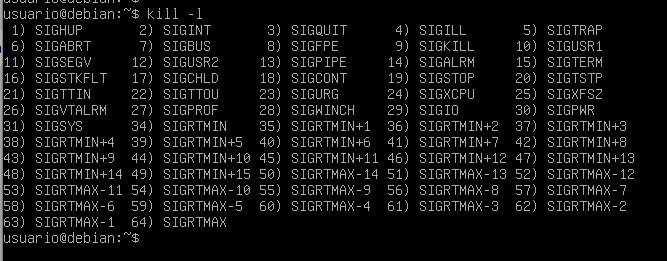 usuario@debian:~$
usuario@debian:~$ kill -l
 1) SIGHUP       2) SIGINT       3) SIGQUIT      4) SIGILL       5) SIGTRAP
 6) SIGABRT      7) SIGBUS       8) SIGFPE       9) SIGKILL     10) SIGUSR1
11) SIGSEGV     12) SIGUSR2     13) SIGPIPE     14) SIGALRM     15) SIGTERM
16) SIGSTKFLT   17) SIGCHLD     18) SIGCONT     19) SIGSTOP     20) SIGTSTP
21) SIGTTIN     22) SIGTTOU     23) SIGURG      24) SIGXCPU     25) SIGXFSZ
26) SIGVTALRM   27) SIGPROF     28) SIGWINCH    29) SIGIO       30) SIGPWR
31) SIGSYS      34) SIGRTMIN    35) SIGRTMIN+1  36) SIGRTMIN+2  37) SIGRTMIN+3
38) SIGRTMIN+4  39) SIGRTMIN+5  40) SIGRTMIN+6  41) SIGRTMIN+7  42) SIGRTMIN+8
43) SIGRTMIN+9  44) SIGRTMIN+10 45) SIGRTMIN+11 46) SIGRTMIN+12 47) SIGRTMIN+13
48) SIGRTMIN+14 49) SIGRTMIN+15 50) SIGRTMAX-14 51) SIGRTMAX-13 52) SIGRTMAX-12
53) SIGRTMAX-11 54) SIGRTMAX-10 55) SIGRTMAX-9  56) SIGRTMAX-8  57) SIGRTMAX-7
58) SIGRTMAX-6  59) SIGRTMAX-5  60) SIGRTMAX-4  61) SIGRTMAX-3  62) SIGRTMAX-2
63) SIGRTMAX-1  64) SIGRTMAX
usuario@debian:~$